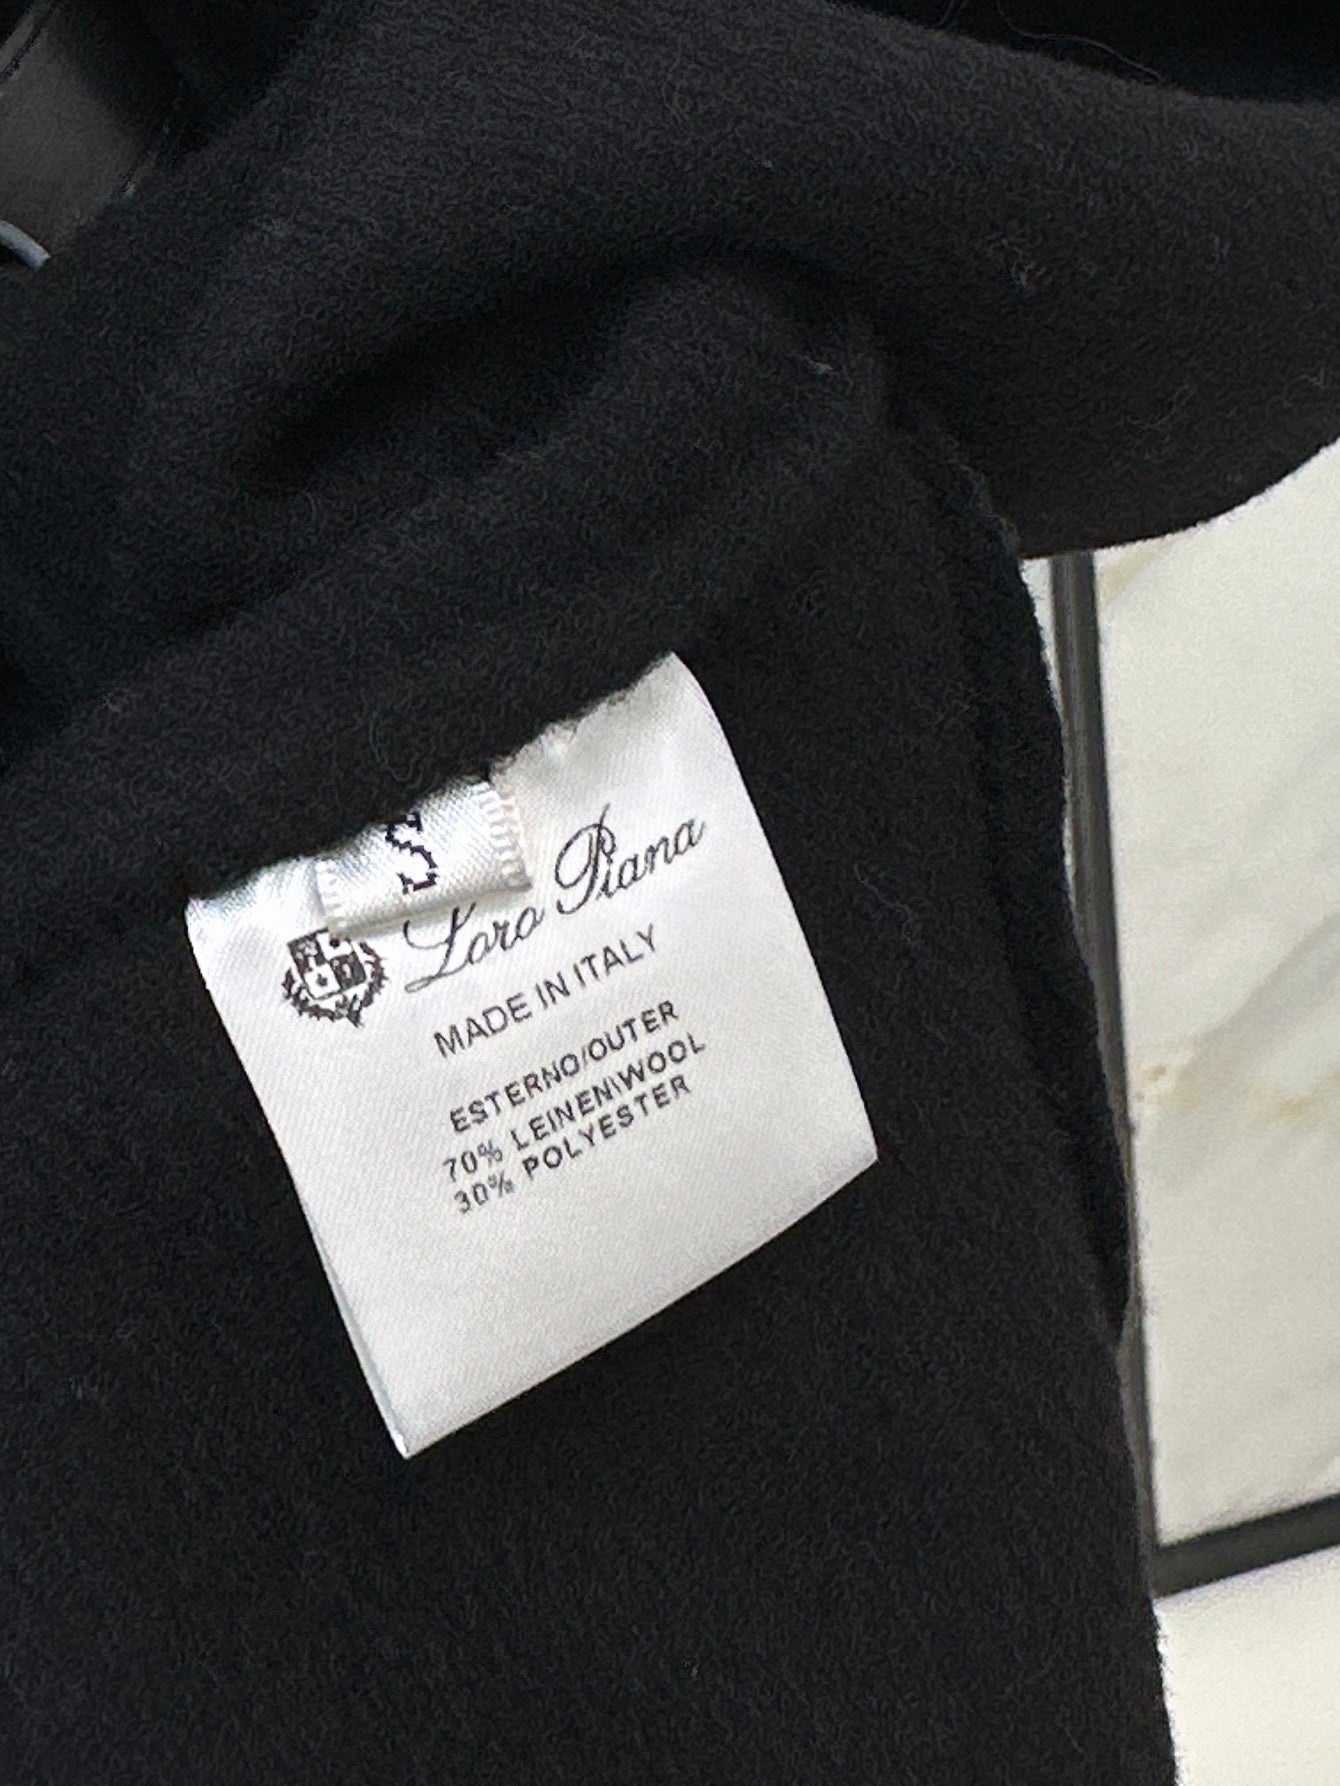 S
Loro Piana
MADE IN ITALY
ESTERNO/OUTER
70% LEINEN\WOOL
30% POLYESTER